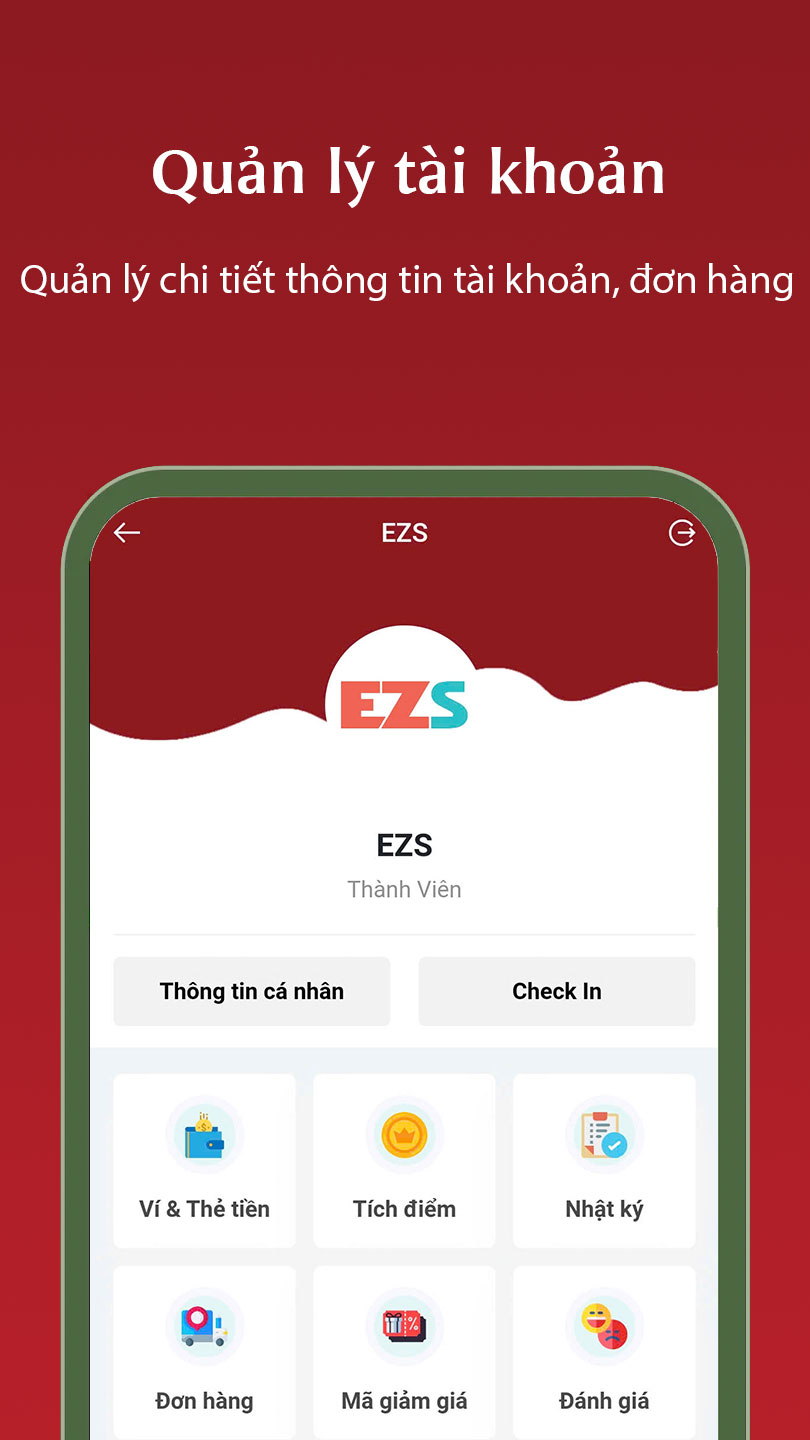 Quản lý tài khoản
Quản lý chi tiết thông tin tài khoản, đơn hàng
EZS
EZS
EZS
Thành Viên
Thông tin cá nhân
Check In
Ví & Thẻ tiền
Tích điểm
Nhật ký
Đơn hàng
Mã giảm giá
Đánh giá